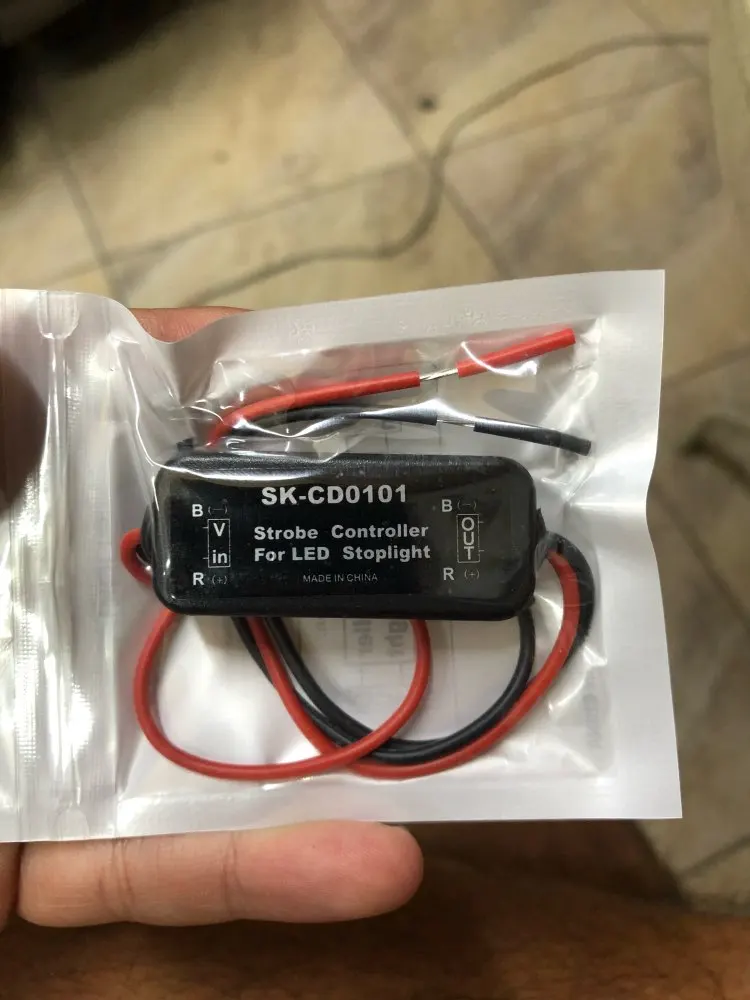 SK-CD0101
B (-)
V
in
R (+)
Strobe Controller
For LED Stoplight
MADE IN CHINA
B (-)
OUT
R (+)